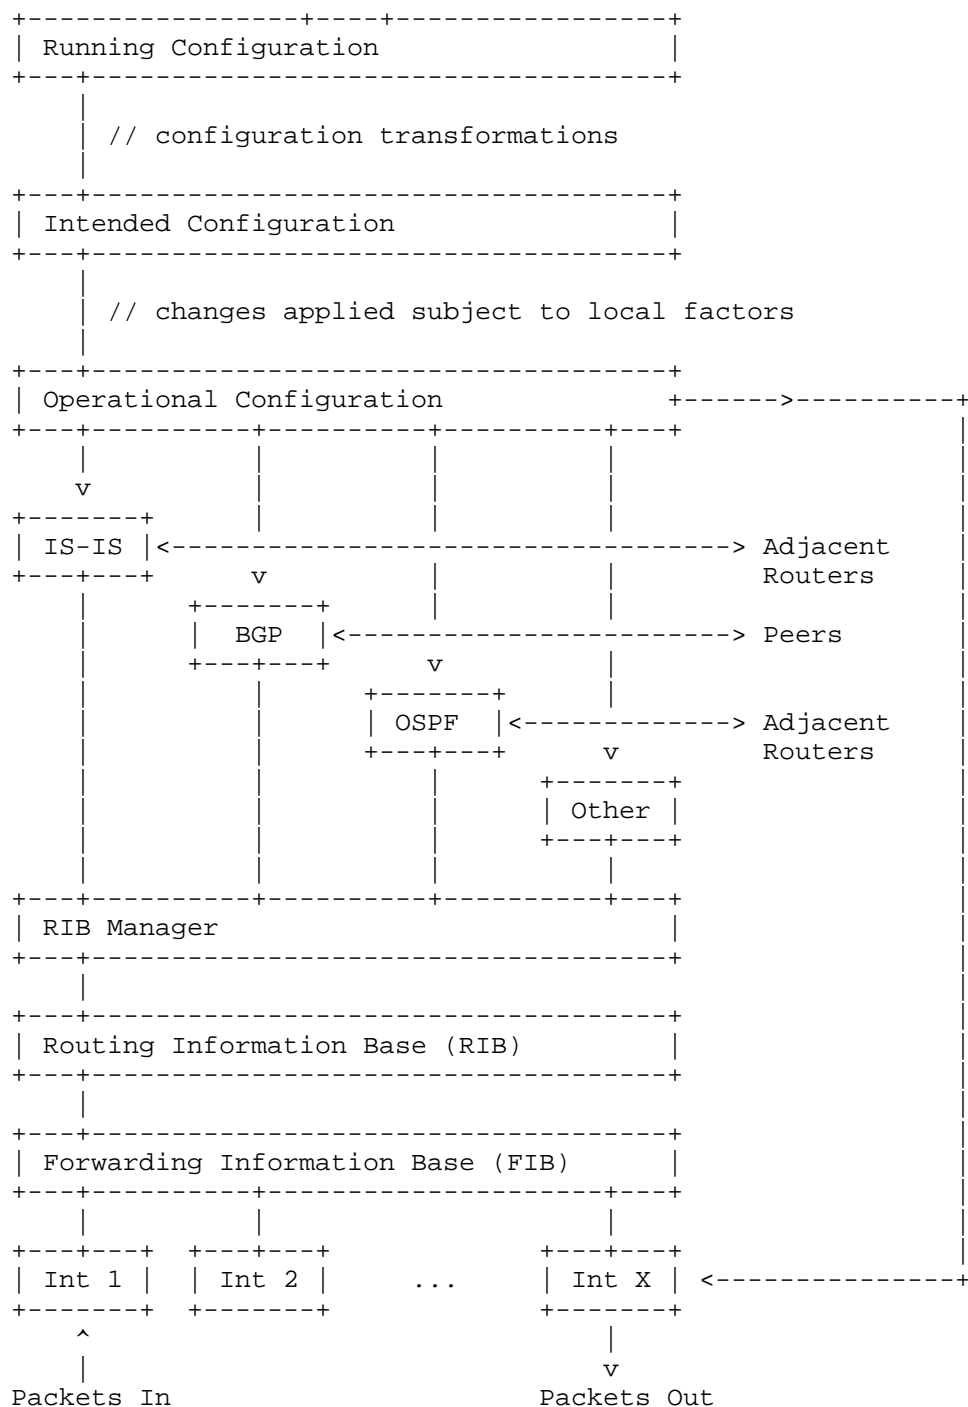 Running Configuration
// configuration transformations
Intended Configuration
// changes applied subject to local factors
Operational Configuration
v
IS-IS
Adjacent
v
Routers
BGP
Peers
v
OSPF
Adjacent
v
Routers
Other
RIB Manager
Routing Information Base (RIB)
Forwarding Information Base (FIB)
Int 1 Int 2 ... Int X
v
Packets In Packets Out